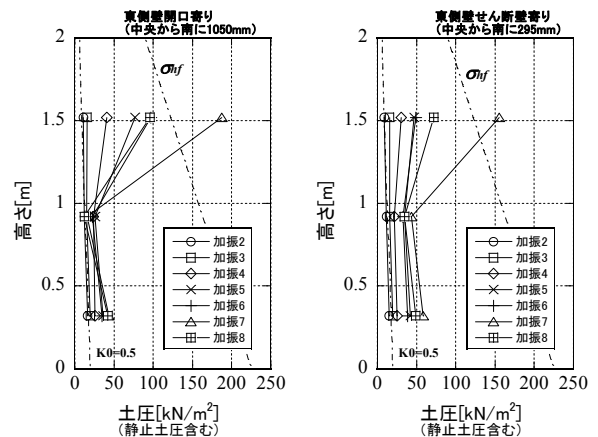 東側壁開口寄り
(中央から南に1050mm)
2
1.5
1
0.5
0
高さ[m]
σhf
加振2
加振3
加振4
加振5
加振6
加振7
加振8
K0=0.5
0 50 100 150 200 250
土圧[kN/m²]
(静止土圧含む)
東側壁せん断壁寄り
(中央から南に295mm)
2
1.5
1
0.5
0
高さ[m]
σhf
加振2
加振3
加振4
加振5
加振6
加振7
加振8
K0=0.5
0 50 100 150 200 250
土圧[kN/m²]
(静止土圧含む)